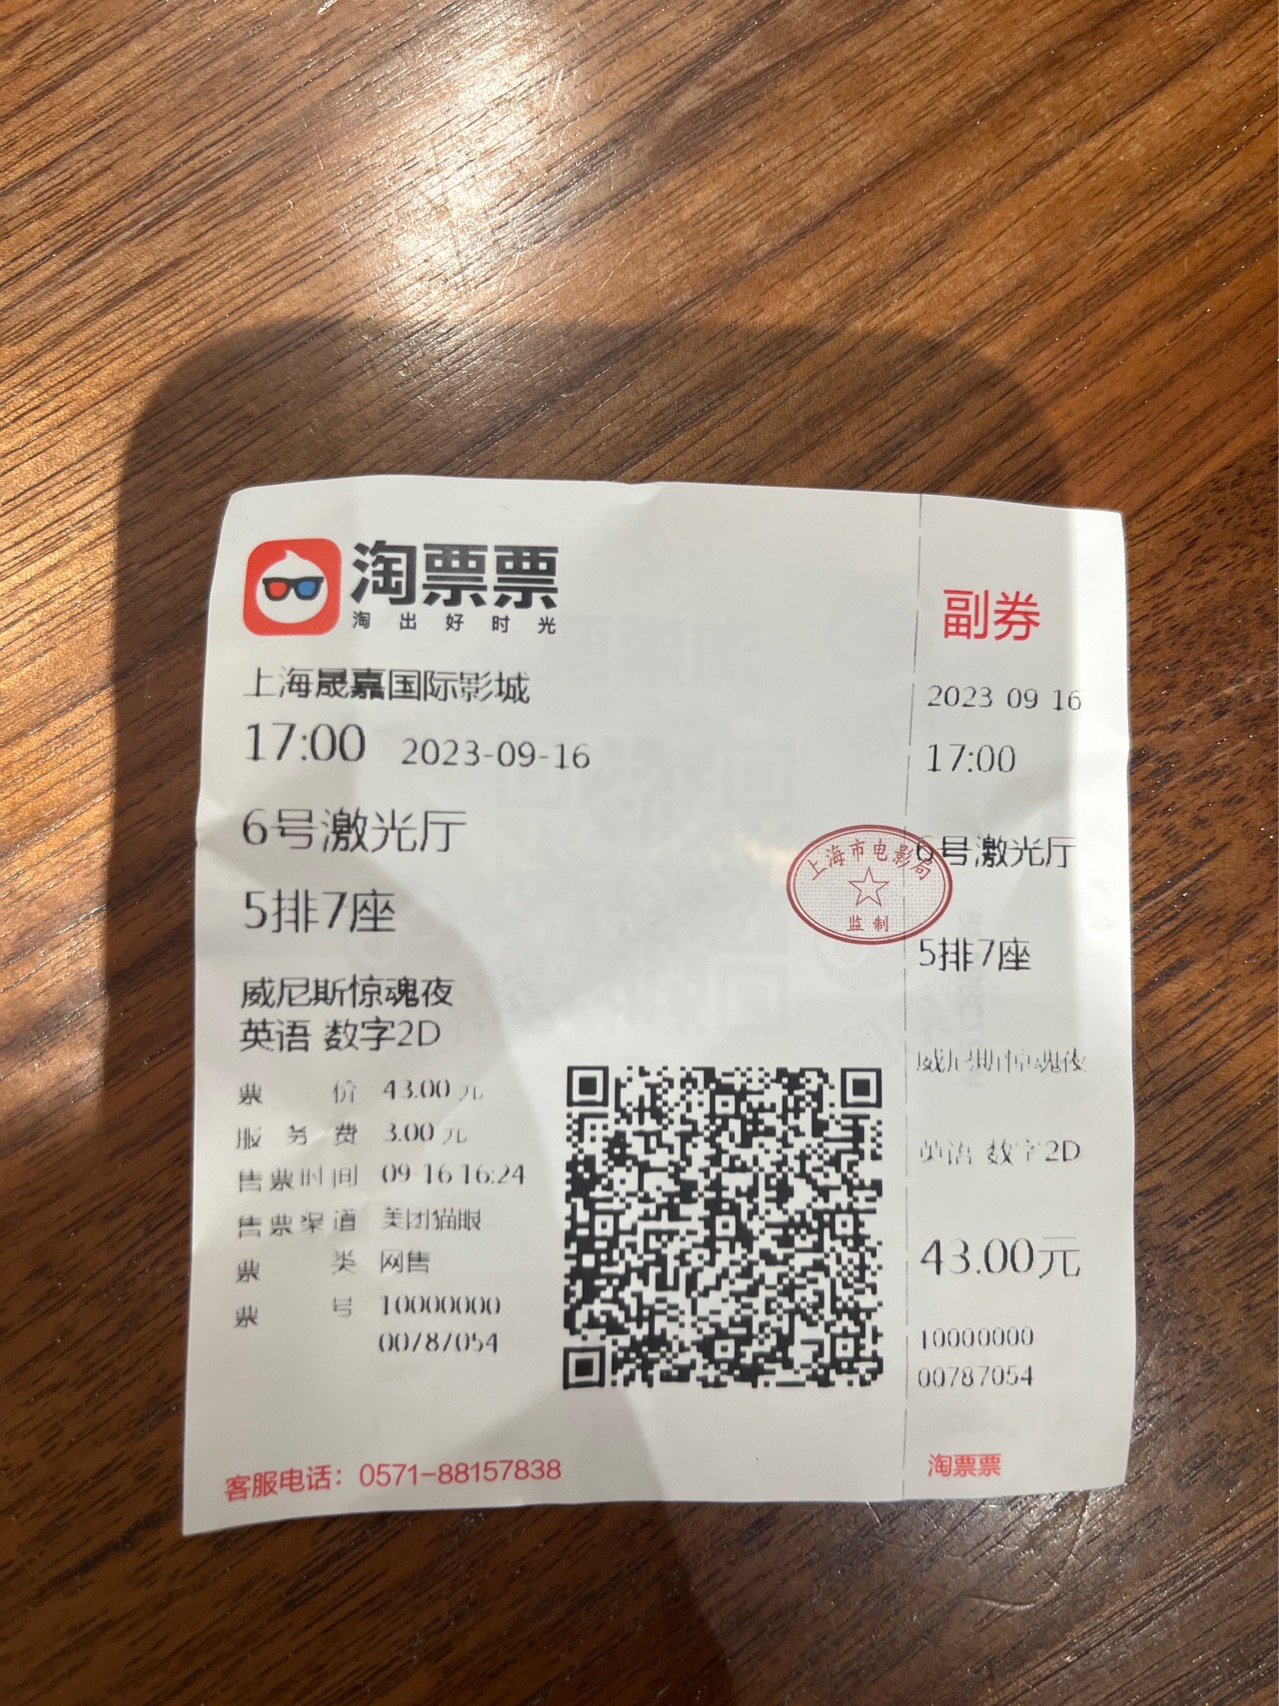 淘票票
淘出好时光
上海晟嘉国际影城
17:00 2023-09-16
6号激光厅
5排7座
威尼斯惊魂夜
英语 数字2D
票价 43.00 元
服务费 3.00 元
售票时间 09-16 16:24
售票渠道 美团猫眼
票类 网售
票号 10000000
00787054
客服电话：0571-88157838
上海市电影局
监制
副券
2023 09 16
17:00
6号激光厅
5排7座
威尼斯惊魂夜
英语 数字2D
43.00元
10000000
00787054
淘票票